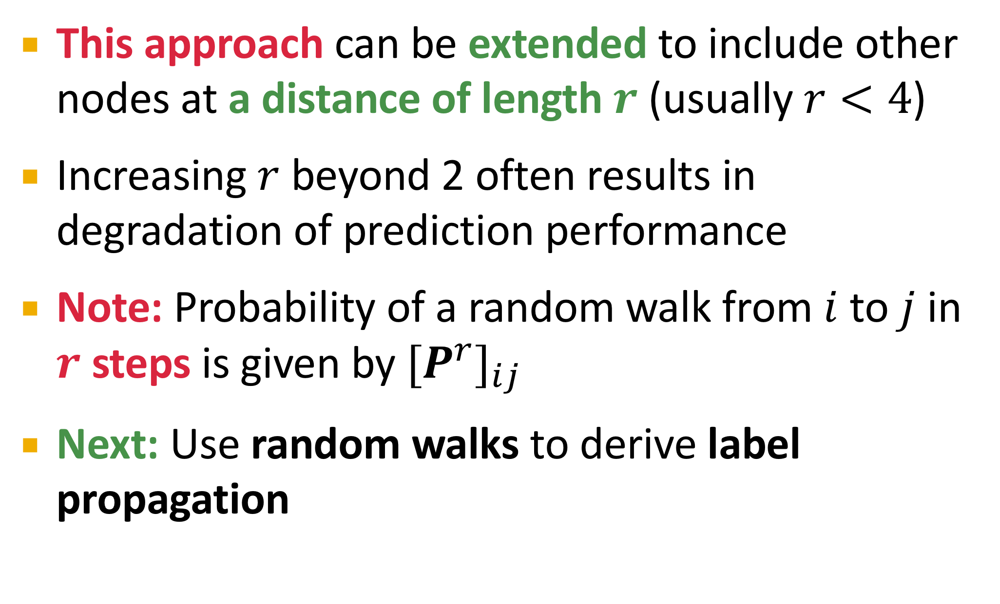 ▪ This approach can be extended to include other
nodes at a distance of length r (usually r < 4)
▪ Increasing r beyond 2 often results in
degradation of prediction performance
▪ Note: Probability of a random walk from i to j in
r steps is given by [P^r]_{ij}
▪ Next: Use random walks to derive label
propagation